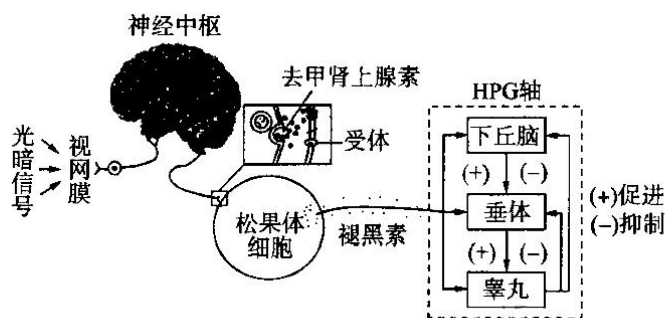 神经中枢
去甲肾上腺素
受体
光暗信号
视网膜
松果体
细胞
褪黑素
HPG轴
下丘脑
(+) (-)
垂体
(+) (-)
睾丸
(+)促进
(-)抑制